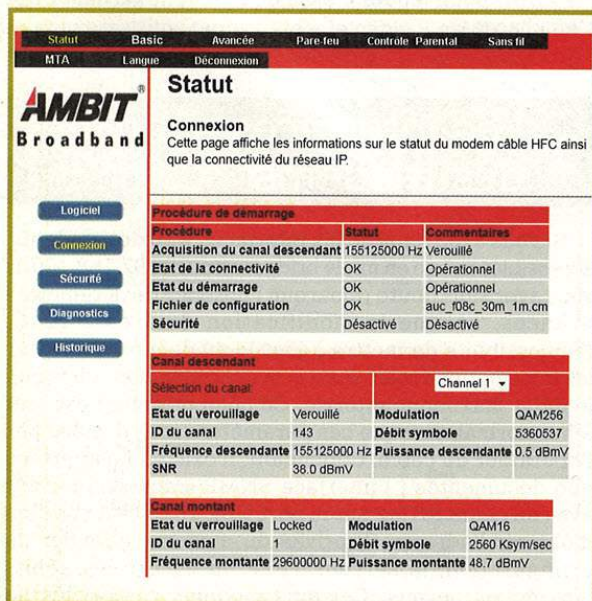 Statut Basic Avancée Pare-feu Contrôle Parental Sans fil
MTA Langue Déconnexion
AMBIT®
Broadband
Statut
Connexion
Cette page affiche les informations sur le statut du modem câble HFC ainsi
que la connectivité du réseau IP.
Logiciel
Connexion
Sécurité
Diagnostics
Historique
Procédure de démarrage
Procédure Statut Commentaires
Acquisition du canal descendant 155125000 Hz Verouillé
Etat de la connectivité OK Opérationnel
Etat du démarrage OK Opérationnel
Fichier de configuration OK auc_f08c_30m_1m.cm
Sécurité Désactivé Désactivé
Canal descendant
Sélection du canal: Channel 1
Etat du verouillage Verouillé Modulation QAM256
ID du canal 143 Débit symbole 5360537
Fréquence descendante 155125000 Hz Puissance descendante 0.5 dBmV
SNR 38.0 dBmV
Canal montant
Etat du verrouillage Locked Modulation QAM16
ID du canal 1 Débit symbole 2560 Ksym/sec
Fréquence montante 29600000 Hz Puissance montante 48.7 dBmV